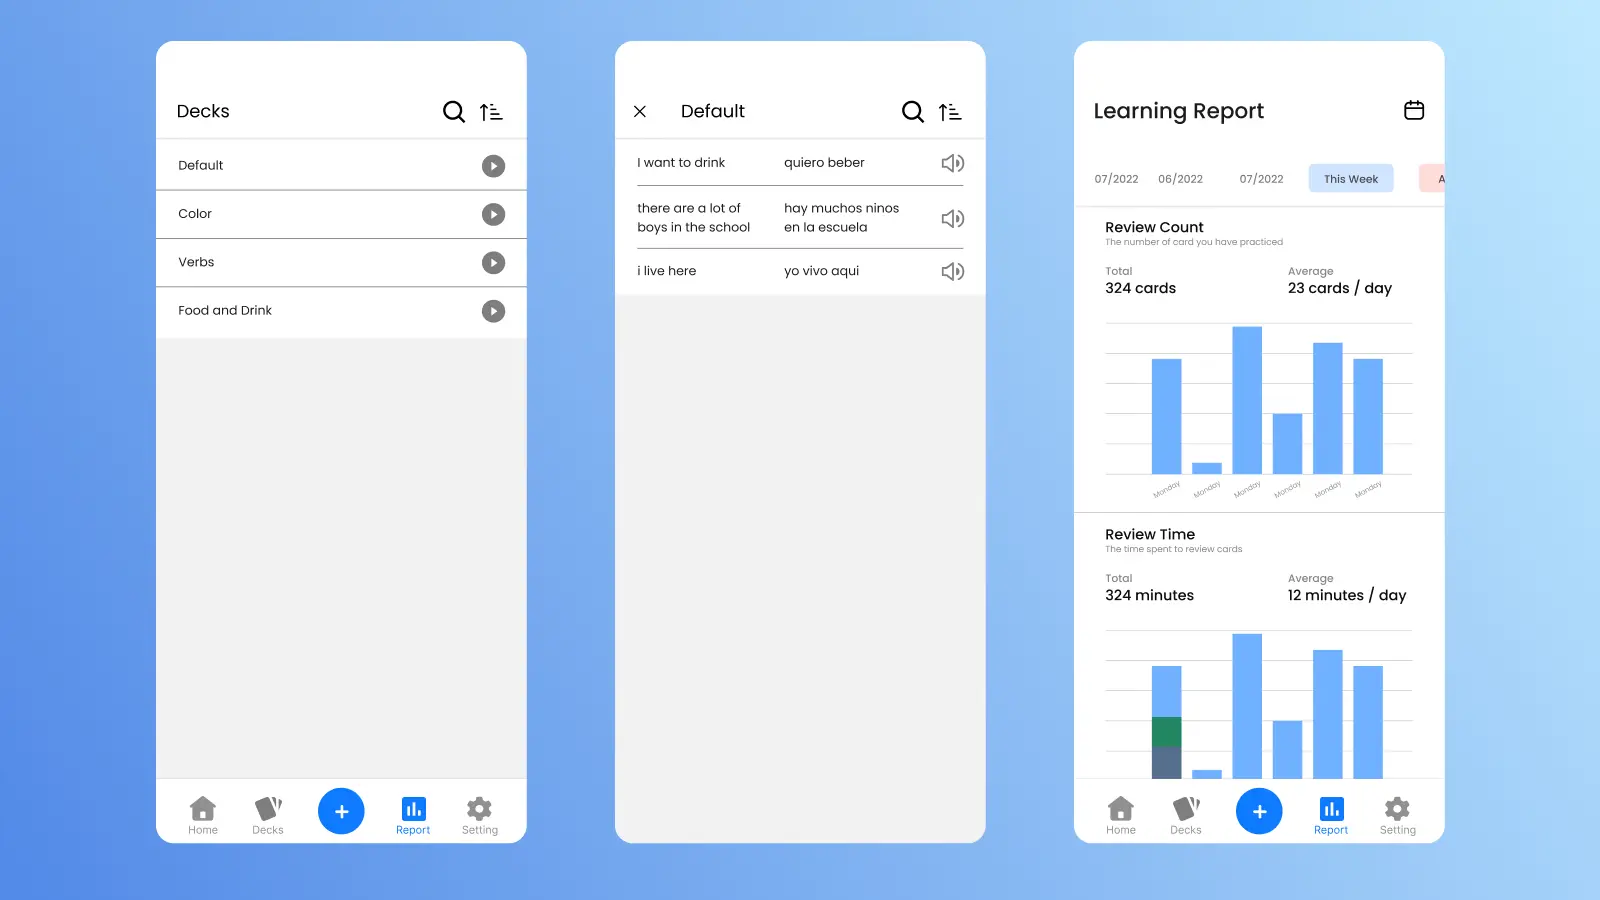 Decks
Default
Color
Verbs
Food and Drink
Home
Decks
+
Report
Setting
Default
I want to drink
quiero beber
there are a lot of
boys in the school
hay muchos ninos
en la escuela
i live here
yo vivo aqui
Learning Report
07/2022
06/2022
07/2022
This Week
A
Review Count
The number of card you have practiced
Total
324 cards
Average
23 cards / day
Monday
Monday
Monday
Monday
Monday
Monday
Review Time
The time spent to review cards
Total
324 minutes
Average
12 minutes / day
Home
Decks
+
Report
Setting